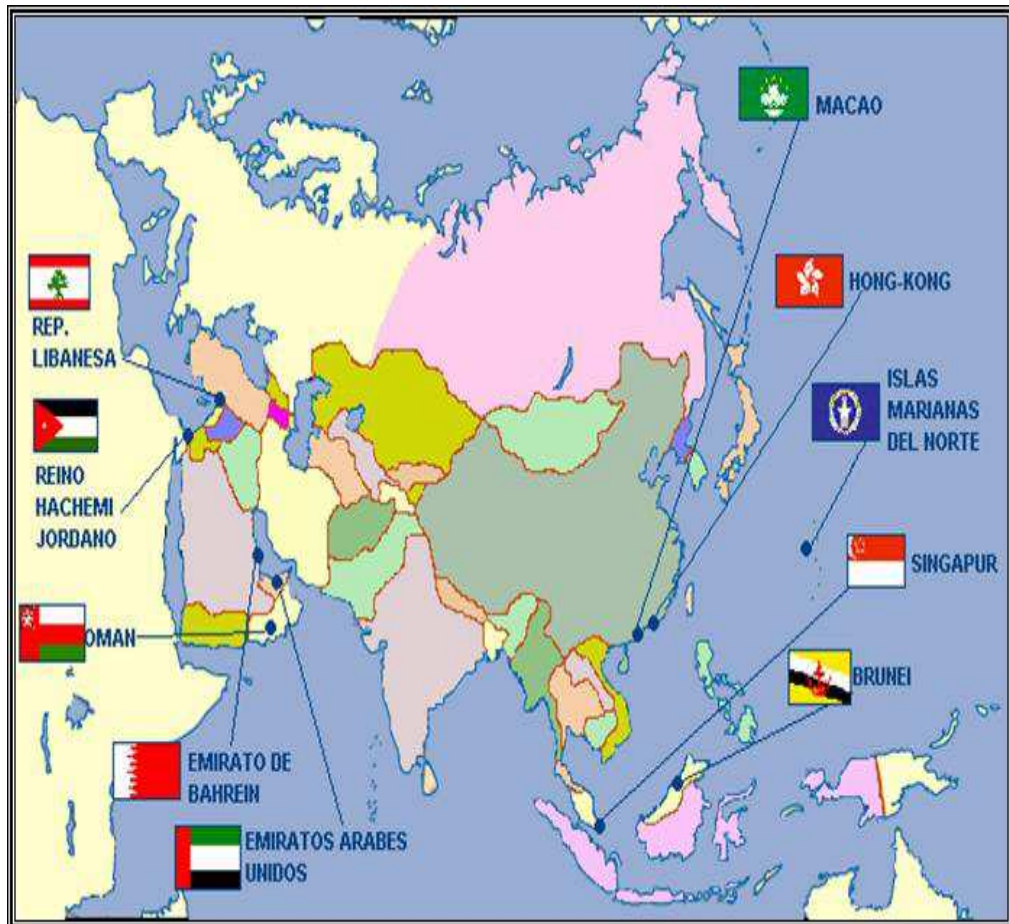 MACAO
HONG-KONG
REP.
LIBANESA
ISLAS
MARIANAS
DEL NORTE
REINO
HACHEMI
JORDANO
SINGAPUR
OMAN
BRUNEI
EMIRATO DE
BAHREIN
EMIRATOS ARABES
UNIDOS